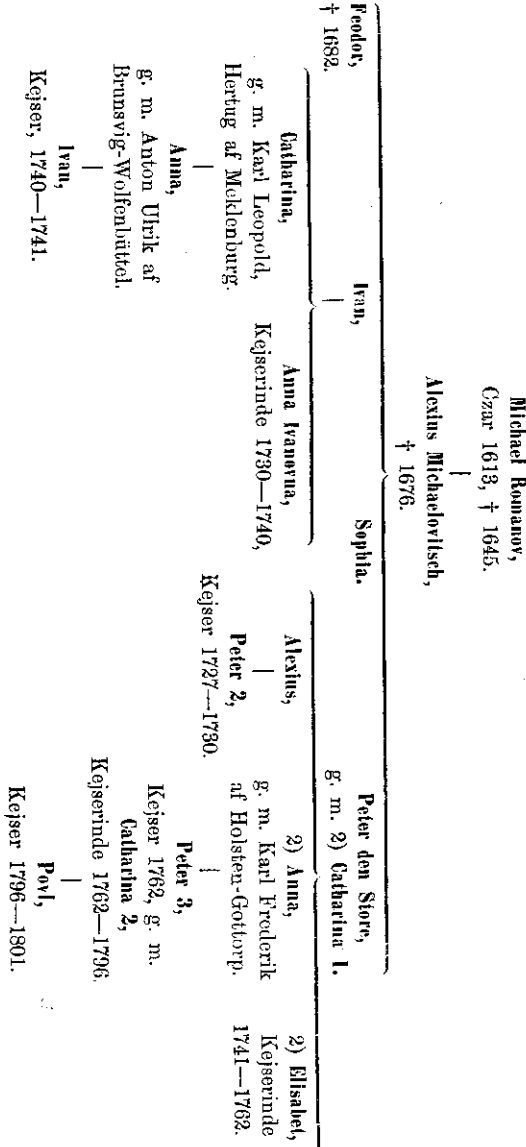 Michael Romanov,
Czar 1613, † 1645.
Alexius Michaelovitsch,
† 1676.
Feodor,
† 1682.
Ivan,
Sophia.
Peter den Store,
g. m. 2) Catharina 1.
Catharina,
g. m. Karl Leopold,
Hertug af Meklenburg.
Anna Ivanovna,
Kejserinde 1730—1740,
Alexius,
2) Anna,
g. m. Karl Frederik
af Holsten-Gottorp.
2) Elisabet,
Kejserinde
1741—1762.
Anna,
g. m. Anton Ulrik af
Brunsvig-Wolfenbüttel.
Peter 2,
Kejser 1727—1730.
Peter 3,
Kejser 1762, g. m.
Catharina 2,
Kejserinde 1762—1796.
Ivan,
Kejser, 1740—1741.
Povl,
Kejser 1796—1801.